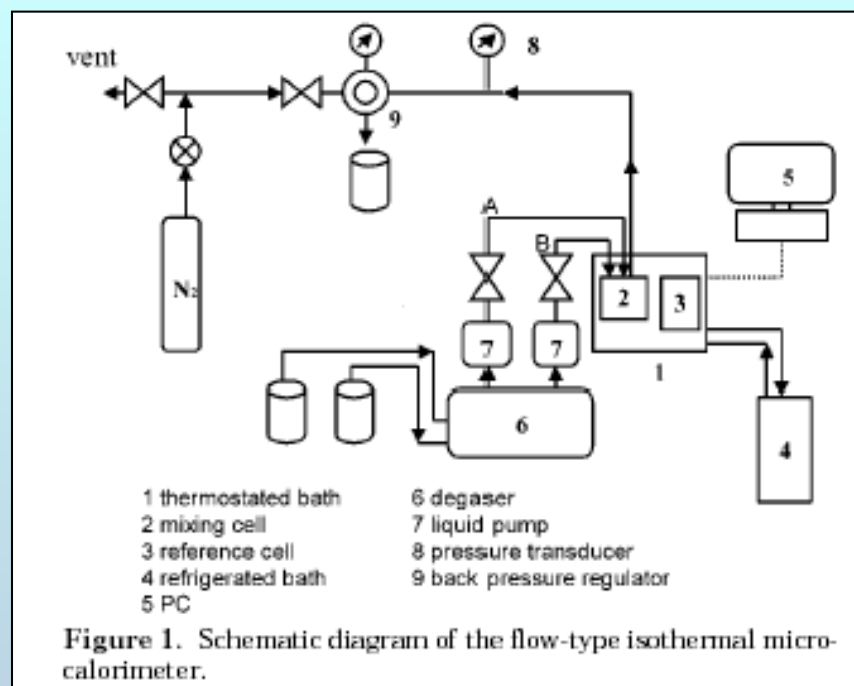 vent
8
9
5
A
B
N₂
2
3
7
7
1
6
4
1 thermostated bath
2 mixing cell
3 reference cell
4 refrigerated bath
5 PC
6 degaser
7 liquid pump
8 pressure transducer
9 back pressure regulator
Figure 1. Schematic diagram of the flow-type isothermal micro-
calorimeter.